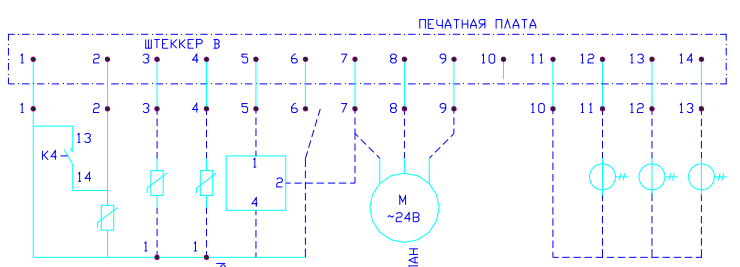 ПЕЧАТНАЯ ПЛАТА
ШТЕККЕР В
1 2 3 4 5 6 7 8 9 10 11 12 13 14
1 2 3 4 5 6 7 8 9 10 11 12 13
13
К4
14
1
2
4
М
~24В
1 1